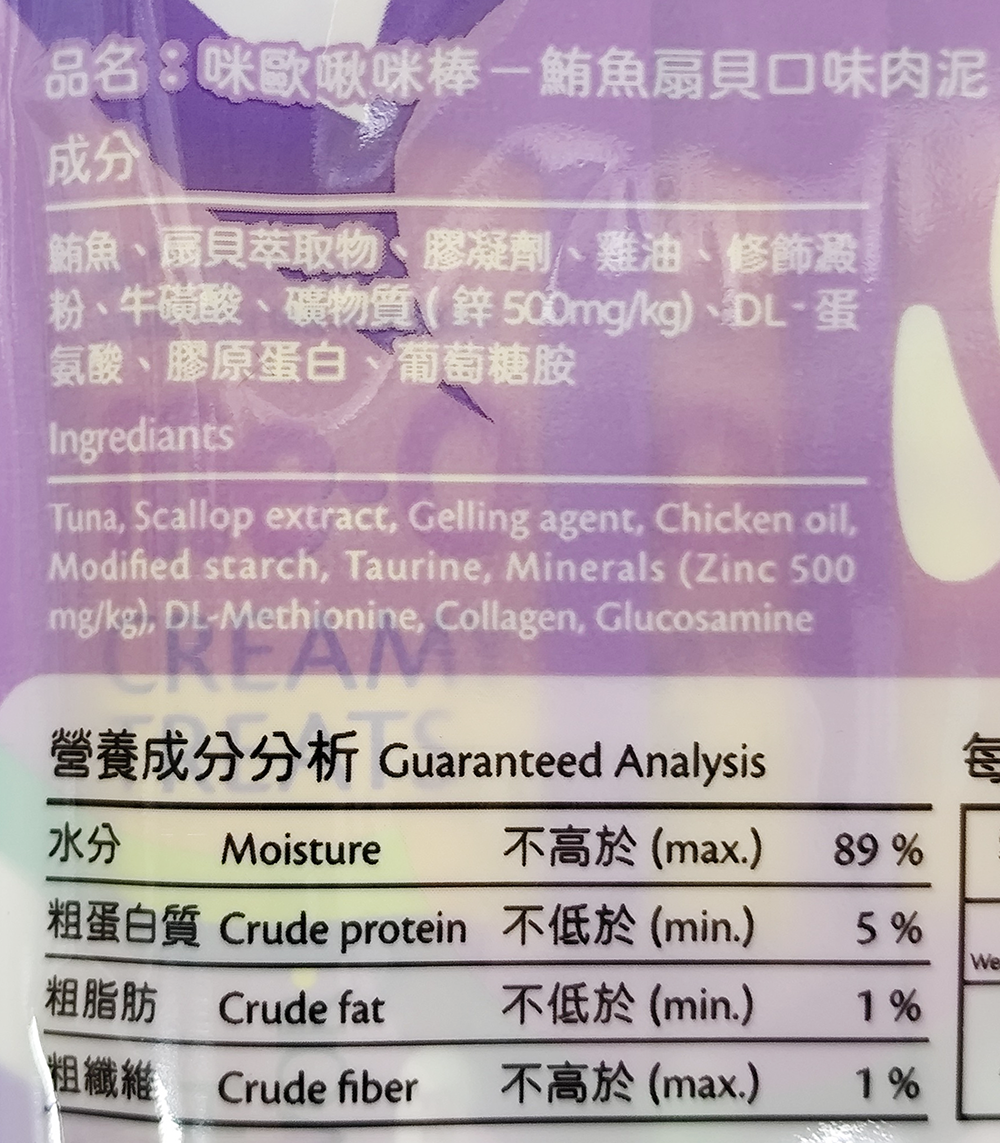 品名：咪歐啾咪棒－鮪魚扇貝口味肉泥
成分
鮪魚、扇貝萃取物、膠凝劑、雞油、修飾澱
粉、牛磺酸、礦物質 ( 鋅 500mg/kg)、DL - 蛋
氨酸、膠原蛋白、葡萄糖胺
Ingrediants
Tuna, Scallop extract, Gelling agent, Chicken oil,
Modified starch, Taurine, Minerals (Zinc 500
mg/kg), DL-Methionine, Collagen, Glucosamine
CREAM
TREATS
營養成分分析 Guaranteed Analysis
水分 Moisture 不高於 (max.) 89 %
粗蛋白質 Crude protein 不低於 (min.) 5 %
粗脂肪 Crude fat 不低於 (min.) 1 %
粗纖維 Crude fiber 不高於 (max.) 1 %
每
We